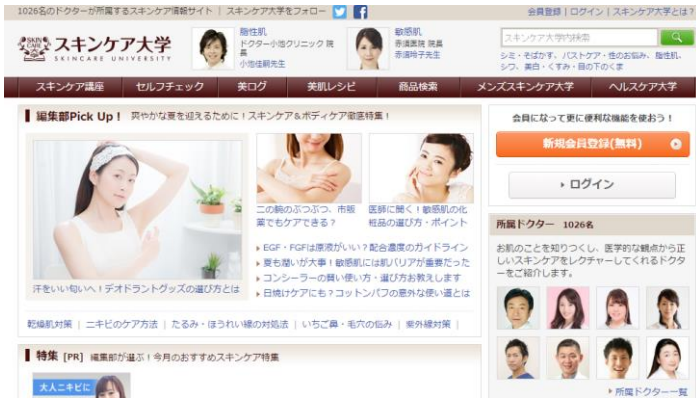 1026名のドクターが所属するスキンケア情報サイト | スキンケア大学をフォロー
会員登録 | ログイン | スキンケア大学とは?
SKIN CARE
スキンケア大学
SKINCARE UNIVERSITY
脂性肌
ドクター小池クリニック 院長
小池佳嗣先生
敏感肌
赤須医院 院長
赤須玲子先生
スキンケア大学内検索
シミ・そばかす、バストケア・性のお悩み、脂性肌、
シワ、美白・くすみ・目の下のくま
スキンケア講座
セルフチェック
美ログ
美肌レシピ
商品検索
メンズスキンケア大学
ヘルスケア大学
編集部Pick Up! 爽やかな夏を迎えるために!スキンケア&ボディケア徹底特集!
汗をいい匂いへ!デオドラントグッズの選び方とは
二の腕のぶつぶつ、市販
薬でもケアできる?
医師に聞く!敏感肌の化
粧品の選び方・ポイント
EGF・FGFは原液がいい?配合濃度のガイドライン
夏も潤いが大事!敏感肌には肌バリアが重要だった
コンシーラーの賢い使い方・選び方お教えします
日焼けケアにも?コットンパフの意外な使い道とは
乾燥肌対策 | ニキビのケア方法 | たるみ・ほうれい線の対処法 | いちご鼻・毛穴の悩み | 紫外線対策 |
特集 [PR] 編集部が選ぶ!今月のおすすめスキンケア特集
大人ニキビに
会員になって更に便利な機能を使おう!
新規会員登録(無料)
ログイン
所属ドクター 1026名
お肌のことを知りつくし、医学的な観点から正
しいスキンケアをレクチャーしてくれるドクタ
ーをご紹介します。
所属ドクター一覧